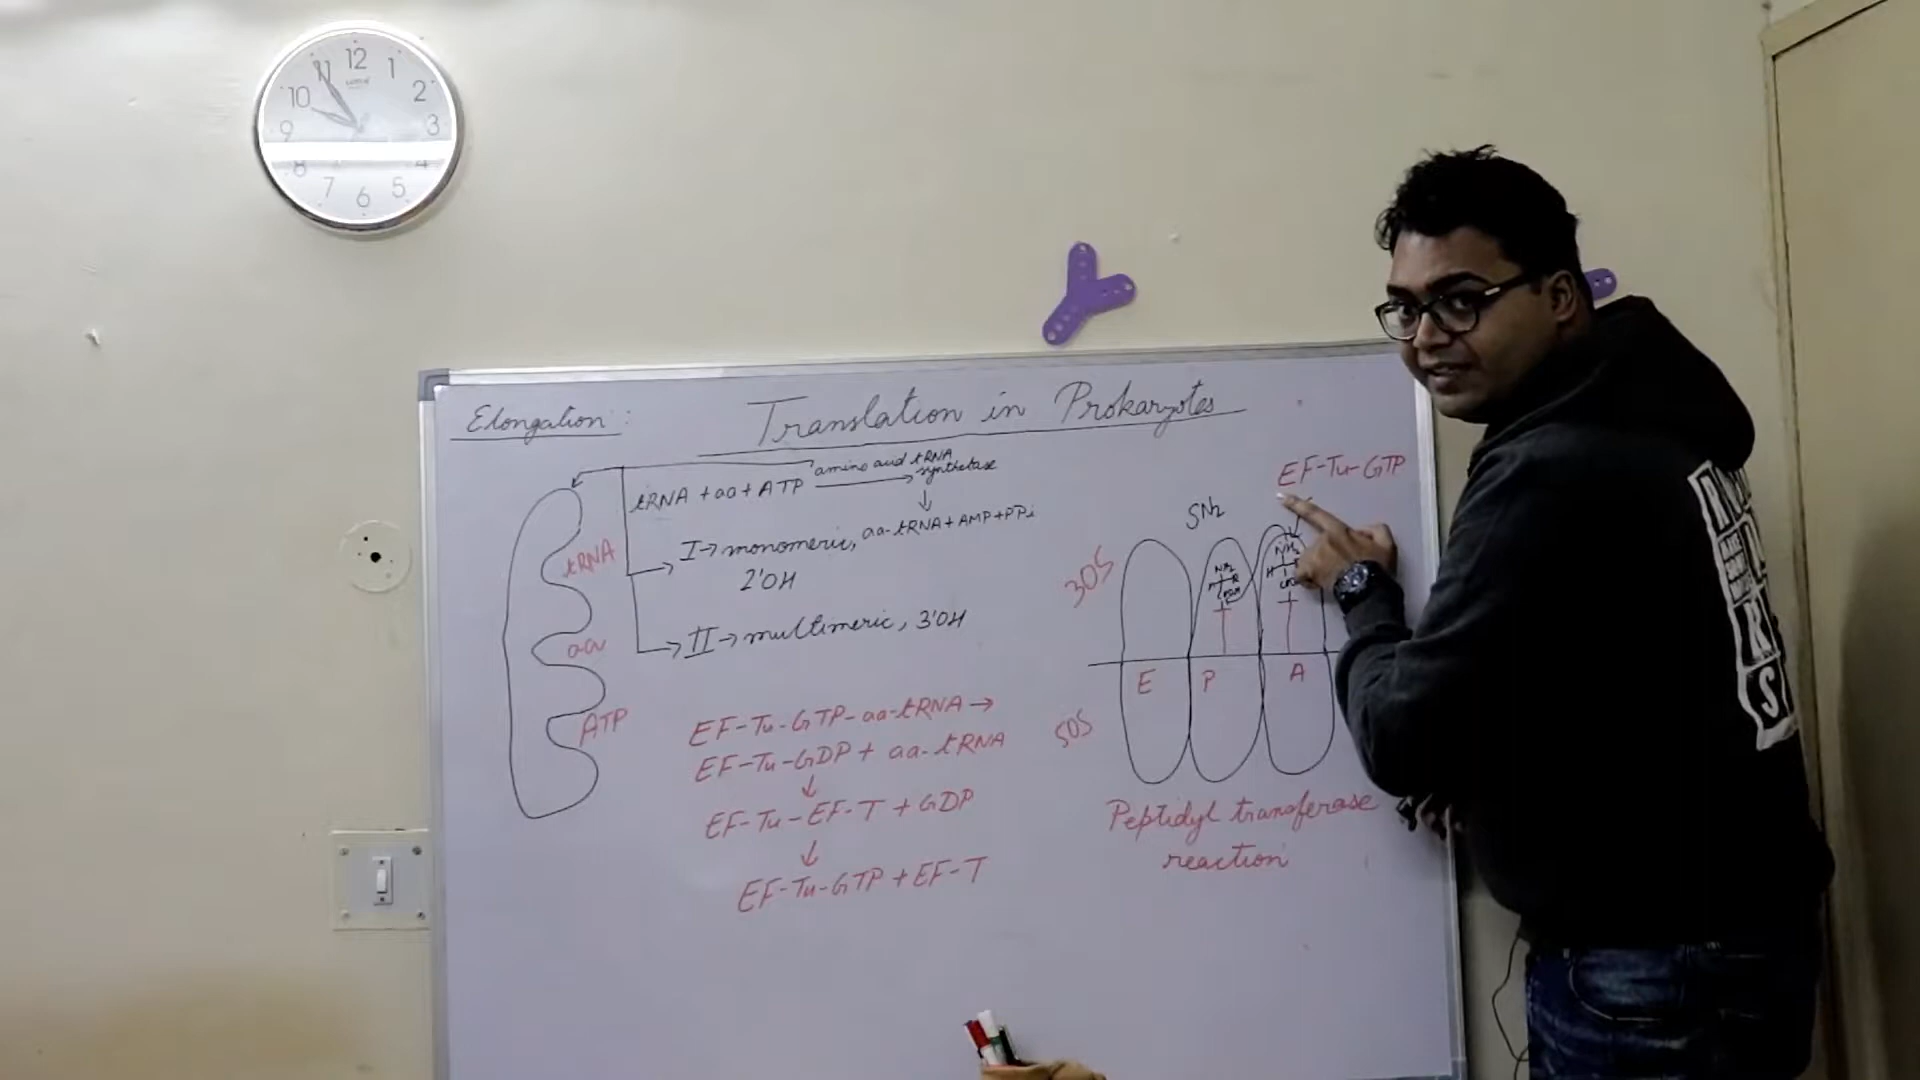 12
11
1
10
2
9
3
8
4
7
5
6
Elongation:
Translation in Prokaryotes
tRNA + aa + ATP
amino acid tRNA
synthetase
aa-tRNA + AMP + PPi
I → monomeric,
2'OH
II → multimeric, 3'OH
tRNA
aa
ATP
EF-Tu-GTP-aa-tRNA →
EF-Tu-GDP + aa-tRNA
↓
EF-Tu-EF-T + GDP
↓
EF-Tu-GTP + EF-T
EF-Tu-GTP
SN2
30S
NH2
NH2
H
R
H
E
P
A
50S
Peptidyl transferase
reaction